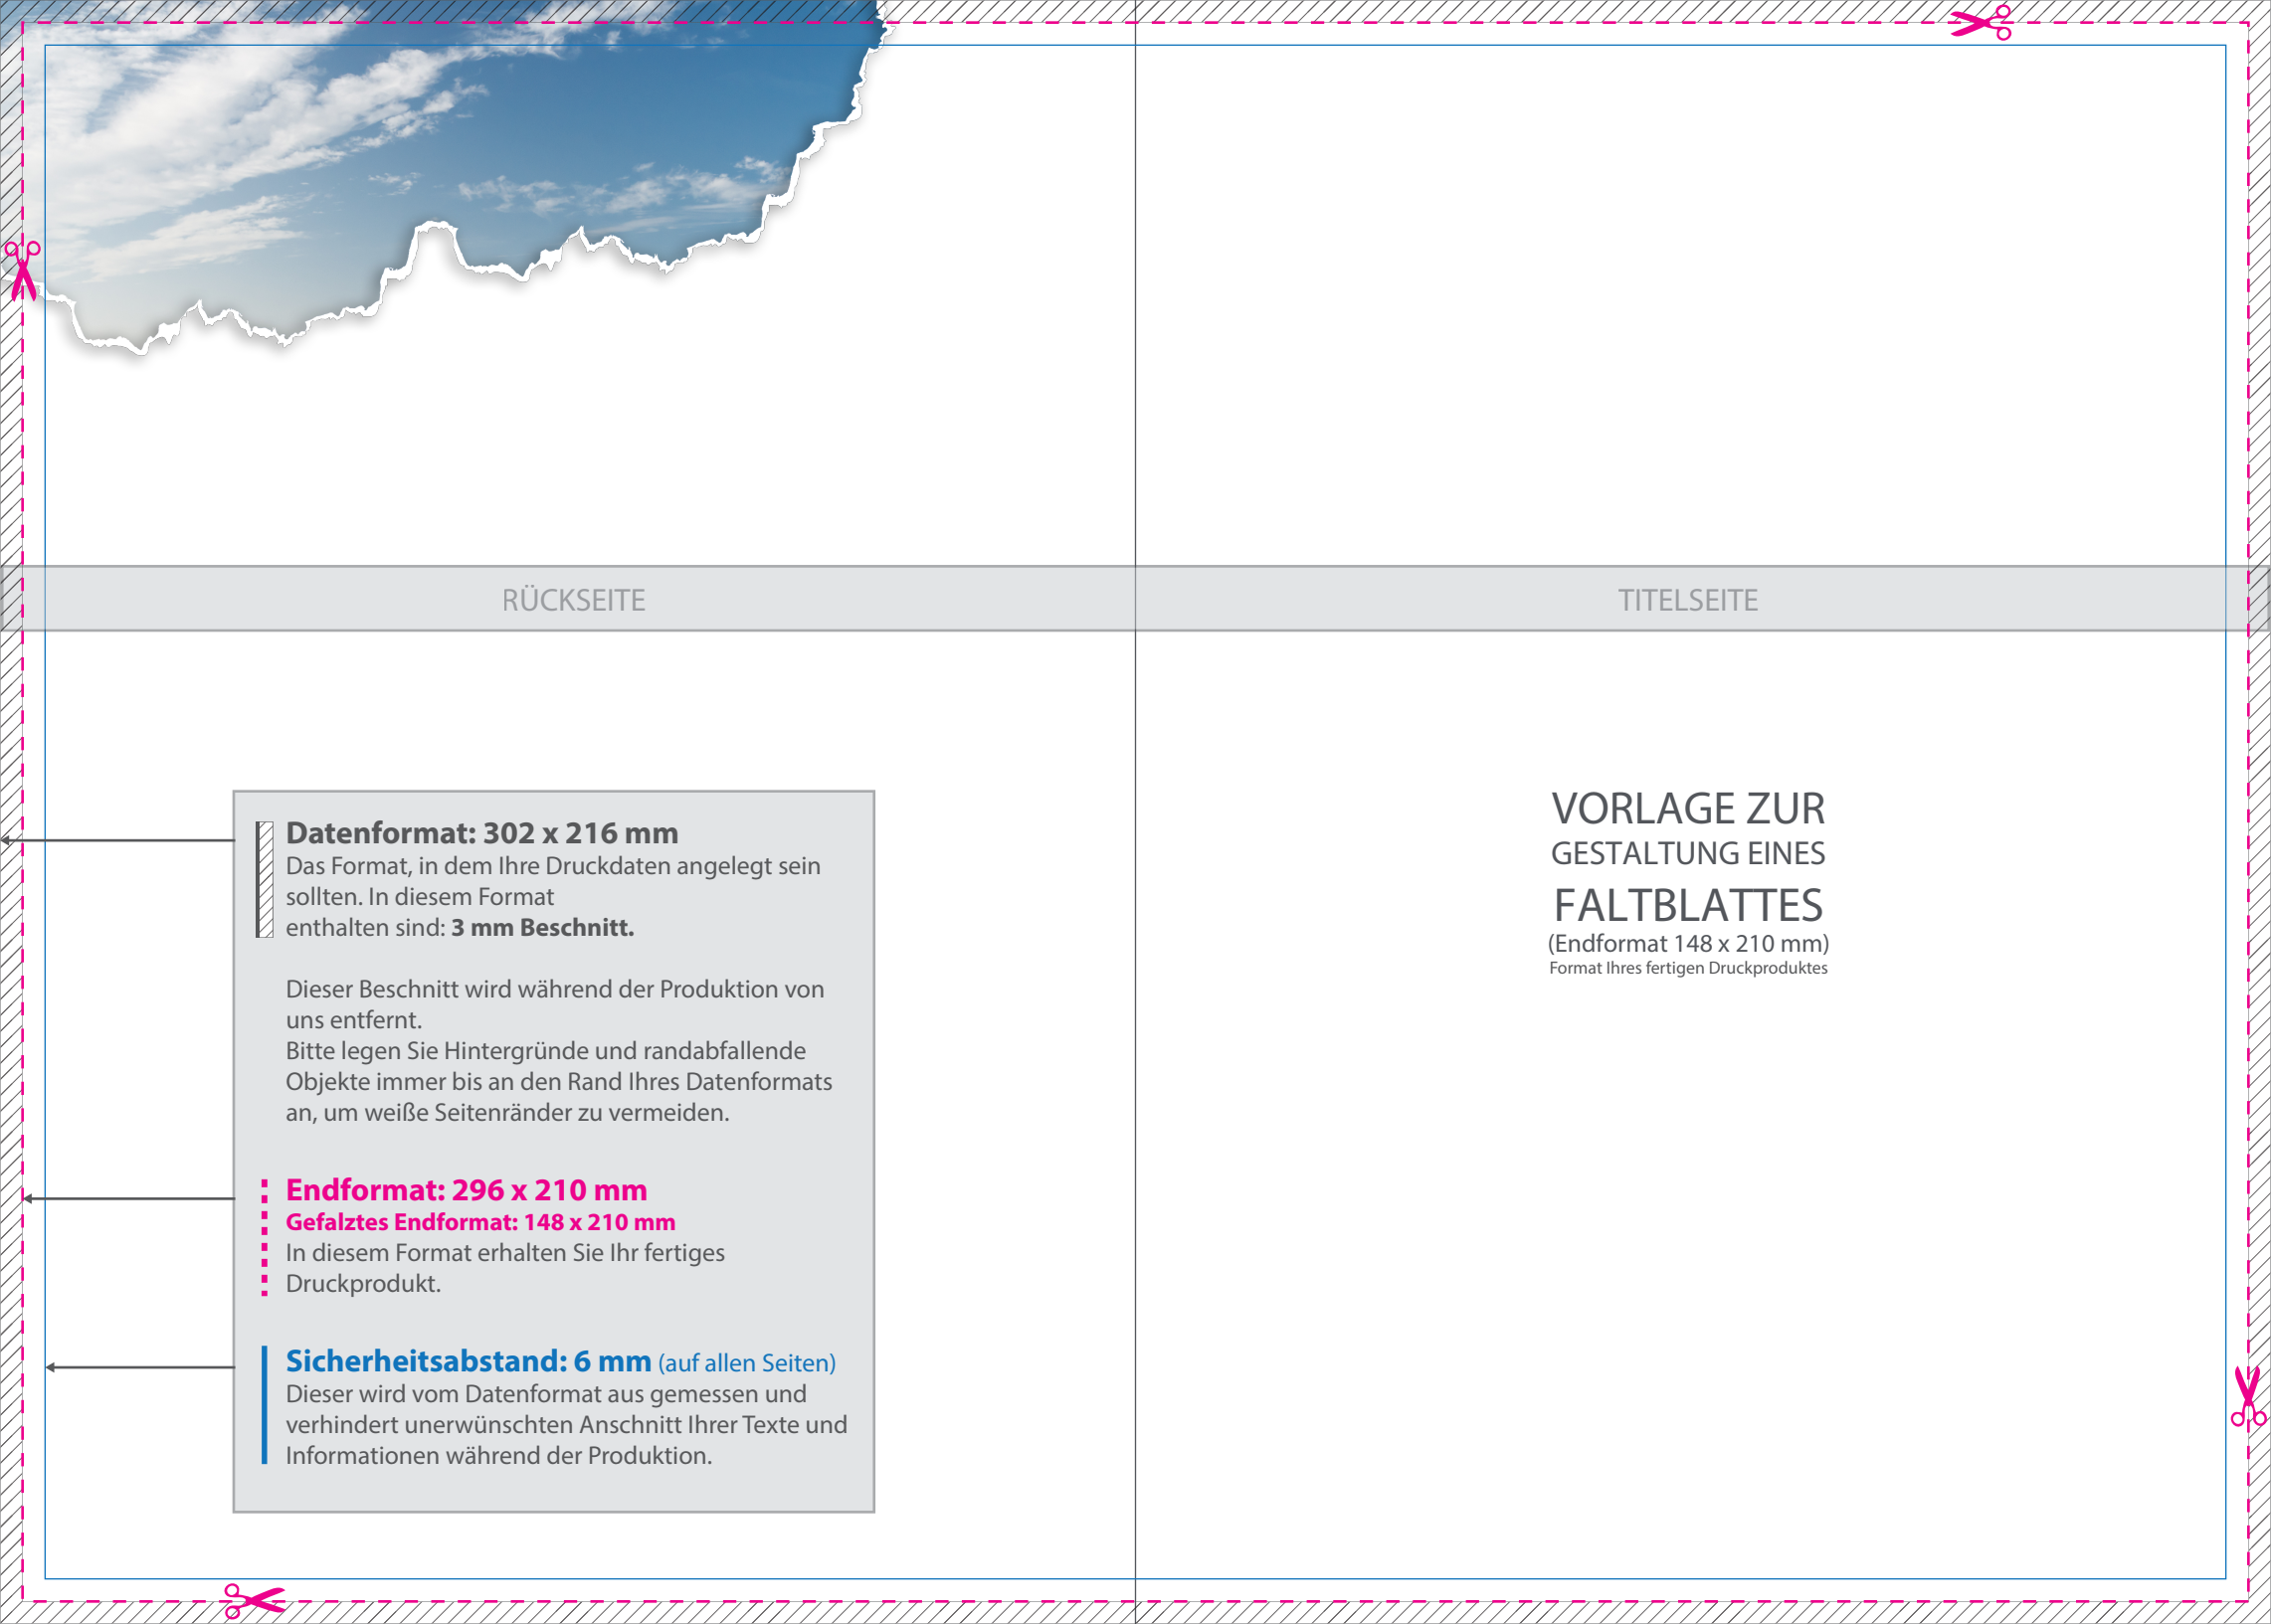 RÜCKSEITE
TITELSEITE
Datenformat: 302 x 216 mm
Das Format, in dem Ihre Druckdaten angelegt sein
sollten. In diesem Format
enthalten sind: 3 mm Beschnitt.
Dieser Beschnitt wird während der Produktion von
uns entfernt.
Bitte legen Sie Hintergründe und randabfallende
Objekte immer bis an den Rand Ihres Datenformats
an, um weiße Seitenränder zu vermeiden.
Endformat: 296 x 210 mm
Gefalztes Endformat: 148 x 210 mm
In diesem Format erhalten Sie Ihr fertiges
Druckprodukt.
Sicherheitsabstand: 6 mm (auf allen Seiten)
Dieser wird vom Datenformat aus gemessen und
verhindert unerwünschten Anschnitt Ihrer Texte und
Informationen während der Produktion.
VORLAGE ZUR
GESTALTUNG EINES
FALTBLATTES
(Endformat 148 x 210 mm)
Format Ihres fertigen Druckproduktes